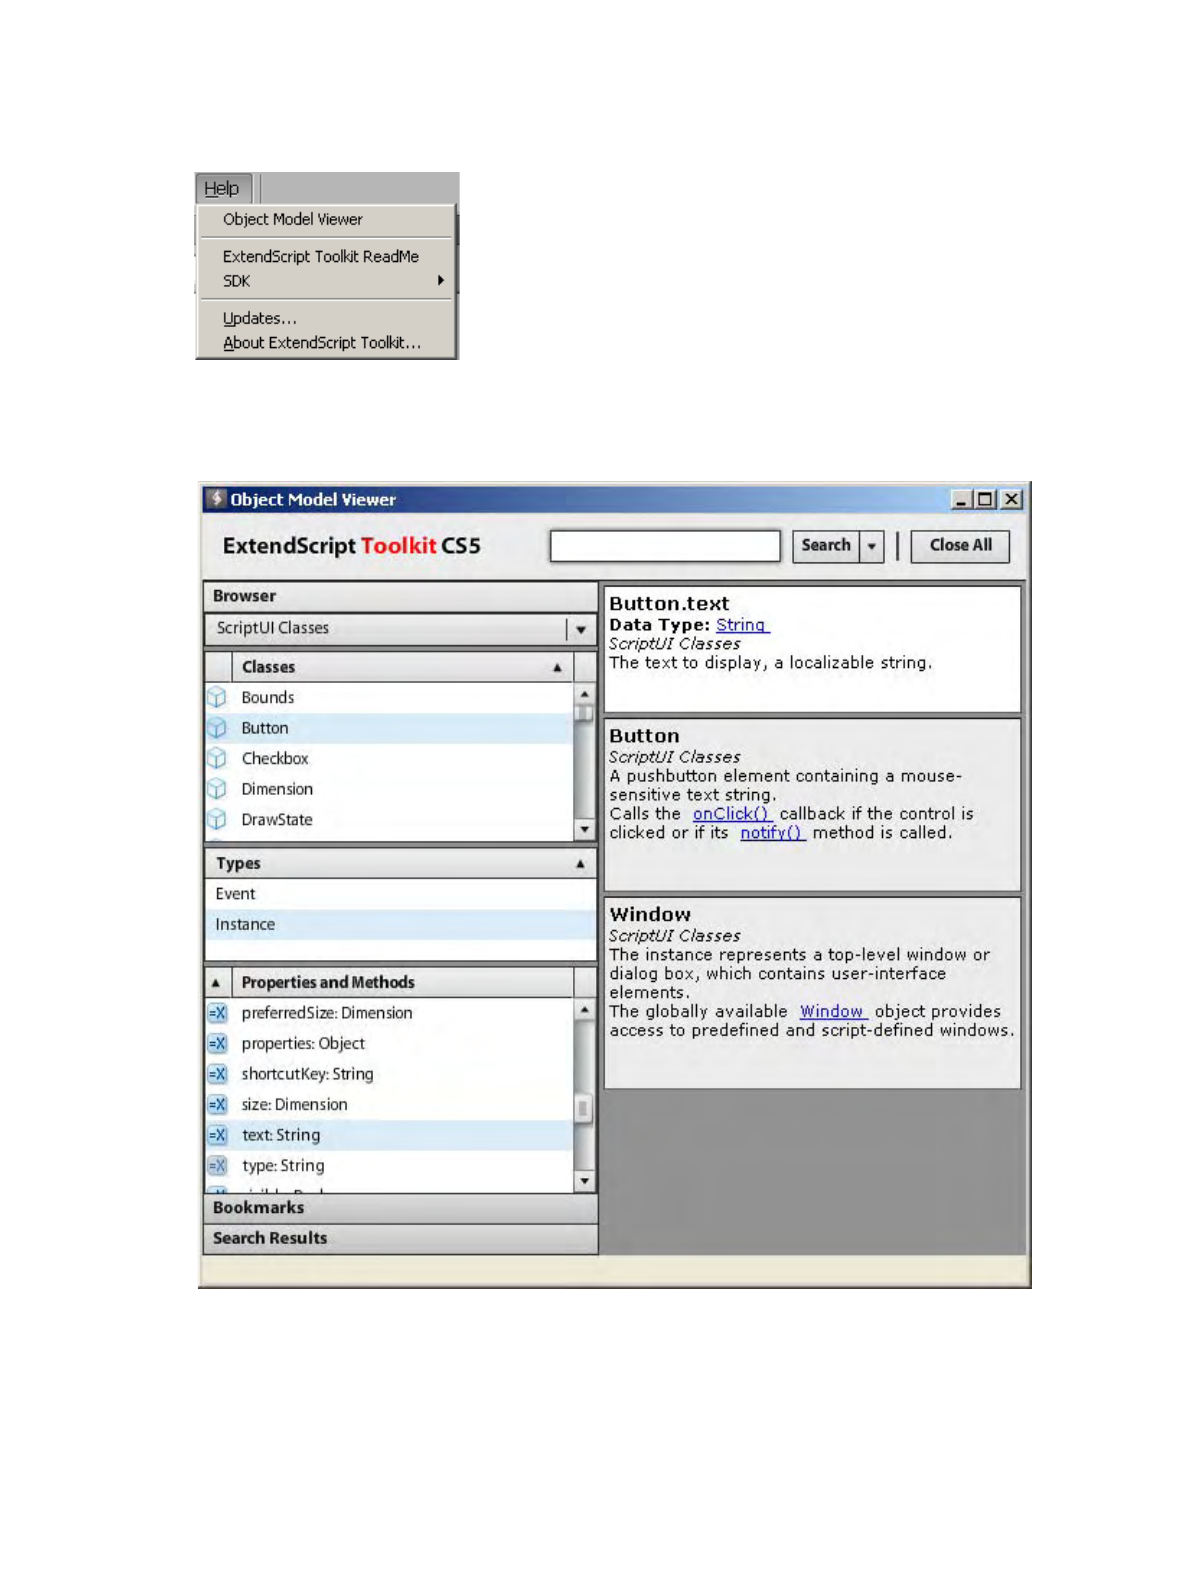 Help
Object Model Viewer
ExtendScript Toolkit ReadMe
SDK
Updates...
About ExtendScript Toolkit...
Object Model Viewer
ExtendScript Toolkit CS5
Search
Close All
Browser
ScriptUI Classes
Classes
Bounds
Button
Checkbox
Dimension
DrawState
Types
Event
Instance
Properties and Methods
=X preferredSize: Dimension
=X properties: Object
=X shortcutKey: String
=X size: Dimension
=X text: String
=X type: String
Bookmarks
Search Results
Button.text
Data Type: String
ScriptUI Classes
The text to display, a localizable string.
Button
ScriptUI Classes
A pushbutton element containing a mouse-
sensitive text string.
Calls the onClick() callback if the control is
clicked or if its notify() method is called.
Window
ScriptUI Classes
The instance represents a top-level window or
dialog box, which contains user-interface
elements.
The globally available Window object provides
access to predefined and script-defined windows.